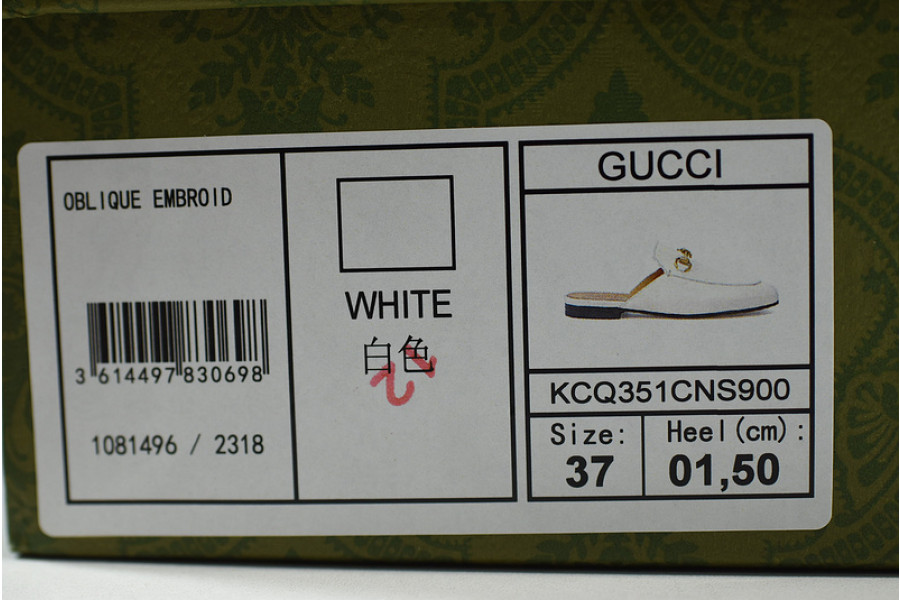 OBLIQUE EMBROID
3 614497 830698
1081496 / 2318
WHITE
白色
GUCCI
KCQ351CNS900
Size:
37
Heel(cm):
01,50